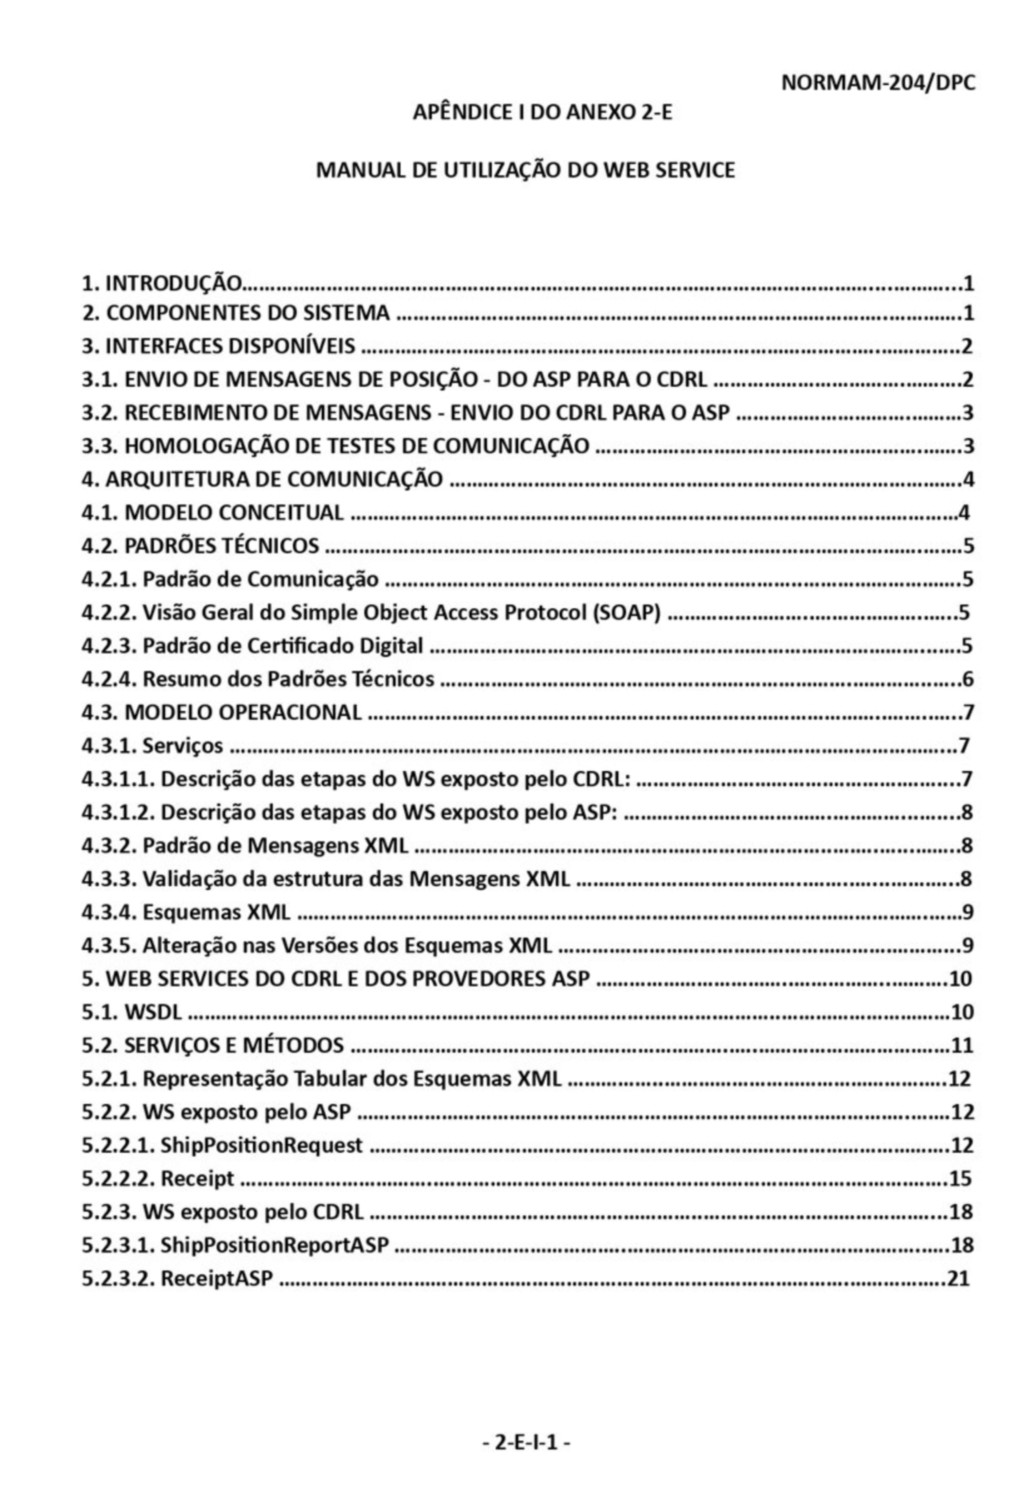 NORMAM-204/DPC
APÊNDICE I DO ANEXO 2-E
MANUAL DE UTILIZAÇÃO DO WEB SERVICE
1. INTRODUÇÃO.....1
2. COMPONENTES DO SISTEMA .....1
3. INTERFACES DISPONÍVEIS .....2
3.1. ENVIO DE MENSAGENS DE POSIÇÃO - DO ASP PARA O CDRL .....2
3.2. RECEBIMENTO DE MENSAGENS - ENVIO DO CDRL PARA O ASP .....3
3.3. HOMOLOGAÇÃO DE TESTES DE COMUNICAÇÃO .....3
4. ARQUITETURA DE COMUNICAÇÃO .....4
4.1. MODELO CONCEITUAL .....4
4.2. PADRÕES TÉCNICOS .....5
4.2.1. Padrão de Comunicação .....5
4.2.2. Visão Geral do Simple Object Access Protocol (SOAP) .....5
4.2.3. Padrão de Certificado Digital .....5
4.2.4. Resumo dos Padrões Técnicos .....6
4.3. MODELO OPERACIONAL .....7
4.3.1. Serviços .....7
4.3.1.1. Descrição das etapas do WS exposto pelo CDRL: .....7
4.3.1.2. Descrição das etapas do WS exposto pelo ASP: .....8
4.3.2. Padrão de Mensagens XML .....8
4.3.3. Validação da estrutura das Mensagens XML .....8
4.3.4. Esquemas XML .....9
4.3.5. Alteração nas Versões dos Esquemas XML .....9
5. WEB SERVICES DO CDRL E DOS PROVEDORES ASP .....10
5.1. WSDL .....10
5.2. SERVIÇOS E MÉTODOS .....11
5.2.1. Representação Tabular dos Esquemas XML .....12
5.2.2. WS exposto pelo ASP .....12
5.2.2.1. ShipPositionRequest .....12
5.2.2.2. Receipt .....15
5.2.3. WS exposto pelo CDRL .....18
5.2.3.1. ShipPositionReportASP .....18
5.2.3.2. ReceiptASP .....21
- 2-E-I-1 -